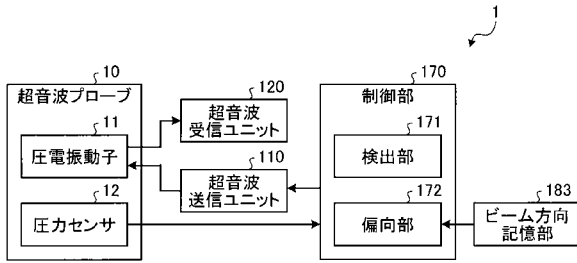 1
10
超音波プローブ
11
圧電振動子
12
圧力センサ
120
超音波
受信ユニット
110
超音波
送信ユニット
170
制御部
171
検出部
172
偏向部
183
ビーム方向
記憶部